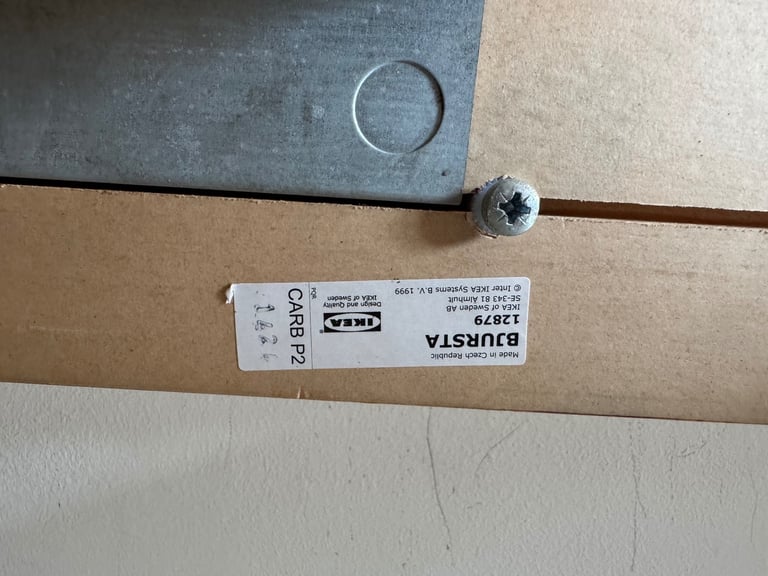 Made in Czech Republic
BJURSTA
12879
IKEA of Sweden AB
SE-343 81 Älmhult
© Inter IKEA Systems B.V. 1999
IKEA®
Design and Quality
IKEA of Sweden
PQR
CARB P2